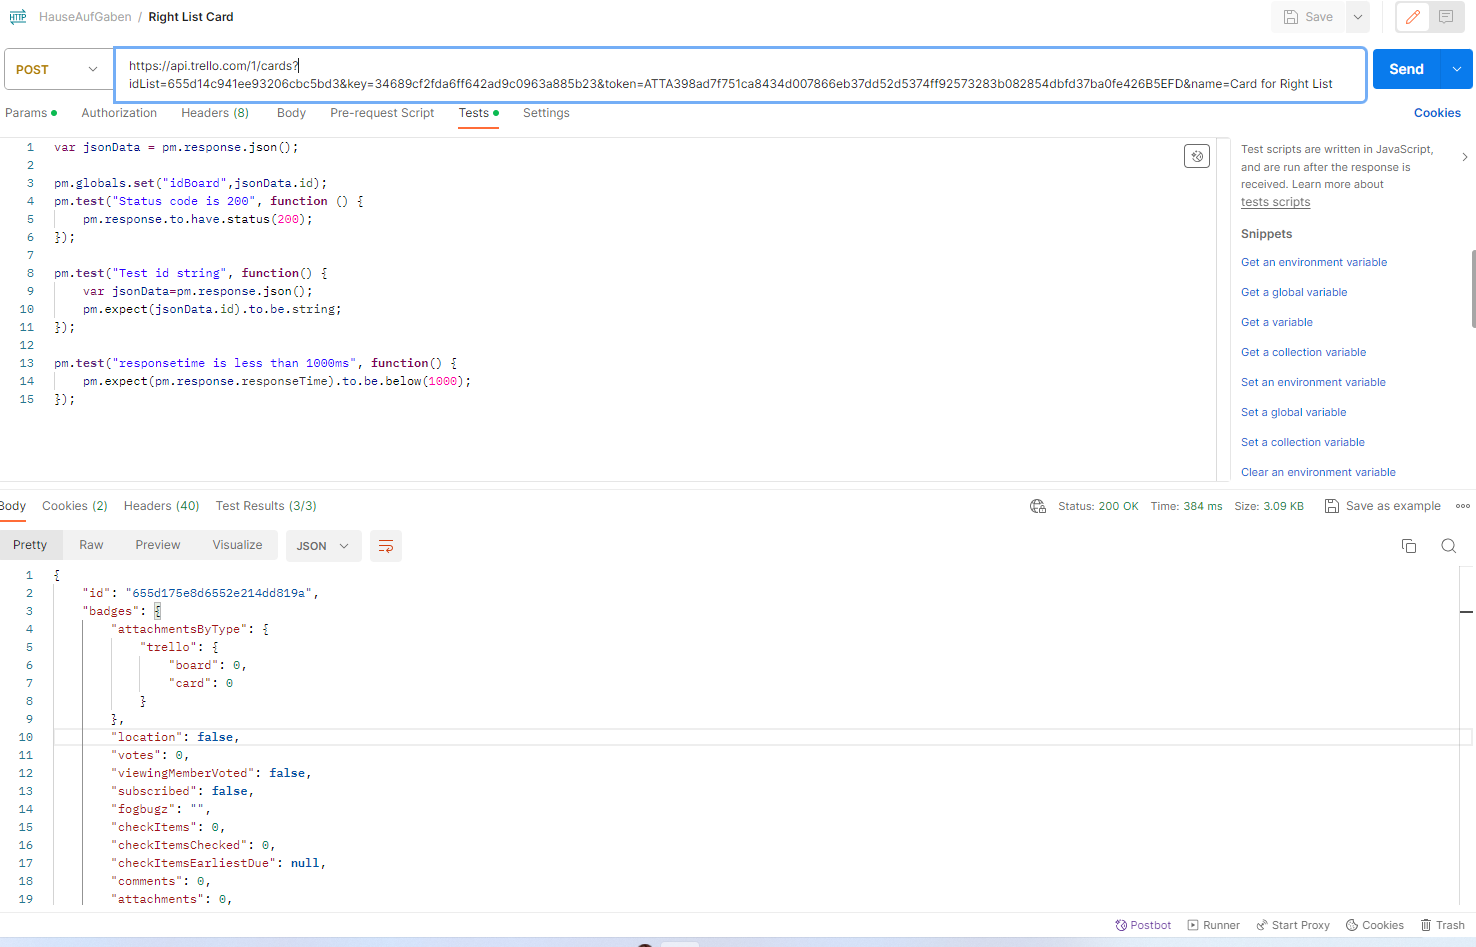 HTTP HauseAufGaben / Right List Card Save
POST https://api.trello.com/1/cards?
idList=655d14c941ee93206cbc5bd3&key=34689cf2fda6ff642ad9c0963a885b23&token=ATTA398ad7f751ca8434d007866eb37dd52d5374ff92573283b082854dbfd37ba0fe426B5EFD&name=Card for Right List
Send
Params Authorization Headers (8) Body Pre-request Script Tests Settings Cookies
1 var jsonData = pm.response.json();
2
3 pm.globals.set("idBoard",jsonData.id);
4 pm.test("Status code is 200", function () {
5 pm.response.to.have.status(200);
6 });
7
8 pm.test("Test id string", function() {
9 var jsonData=pm.response.json();
10 pm.expect(jsonData.id).to.be.string;
11 });
12
13 pm.test("responsetime is less than 1000ms", function() {
14 pm.expect(pm.response.responseTime).to.be.below(1000);
15 });
Test scripts are written in JavaScript,
and are run after the response is
received. Learn more about
tests scripts
Snippets
Get an environment variable
Get a global variable
Get a variable
Get a collection variable
Set an environment variable
Set a global variable
Set a collection variable
Clear an environment variable
Body Cookies (2) Headers (40) Test Results (3/3) Status: 200 OK Time: 384 ms Size: 3.09 KB Save as example
Pretty Raw Preview Visualize JSON
1 {
2 "id": "655d175e8d6552e214dd819a",
3 "badges": {
4 "attachmentsByType": {
5 "trello": {
6 "board": 0,
7 "card": 0
8 }
9 },
10 "location": false,
11 "votes": 0,
12 "viewingMemberVoted": false,
13 "subscribed": false,
14 "fogbugz": "",
15 "checkItems": 0,
16 "checkItemsChecked": 0,
17 "checkItemsEarliestDue": null,
18 "comments": 0,
19 "attachments": 0,
Postbot Runner Start Proxy Cookies Trash